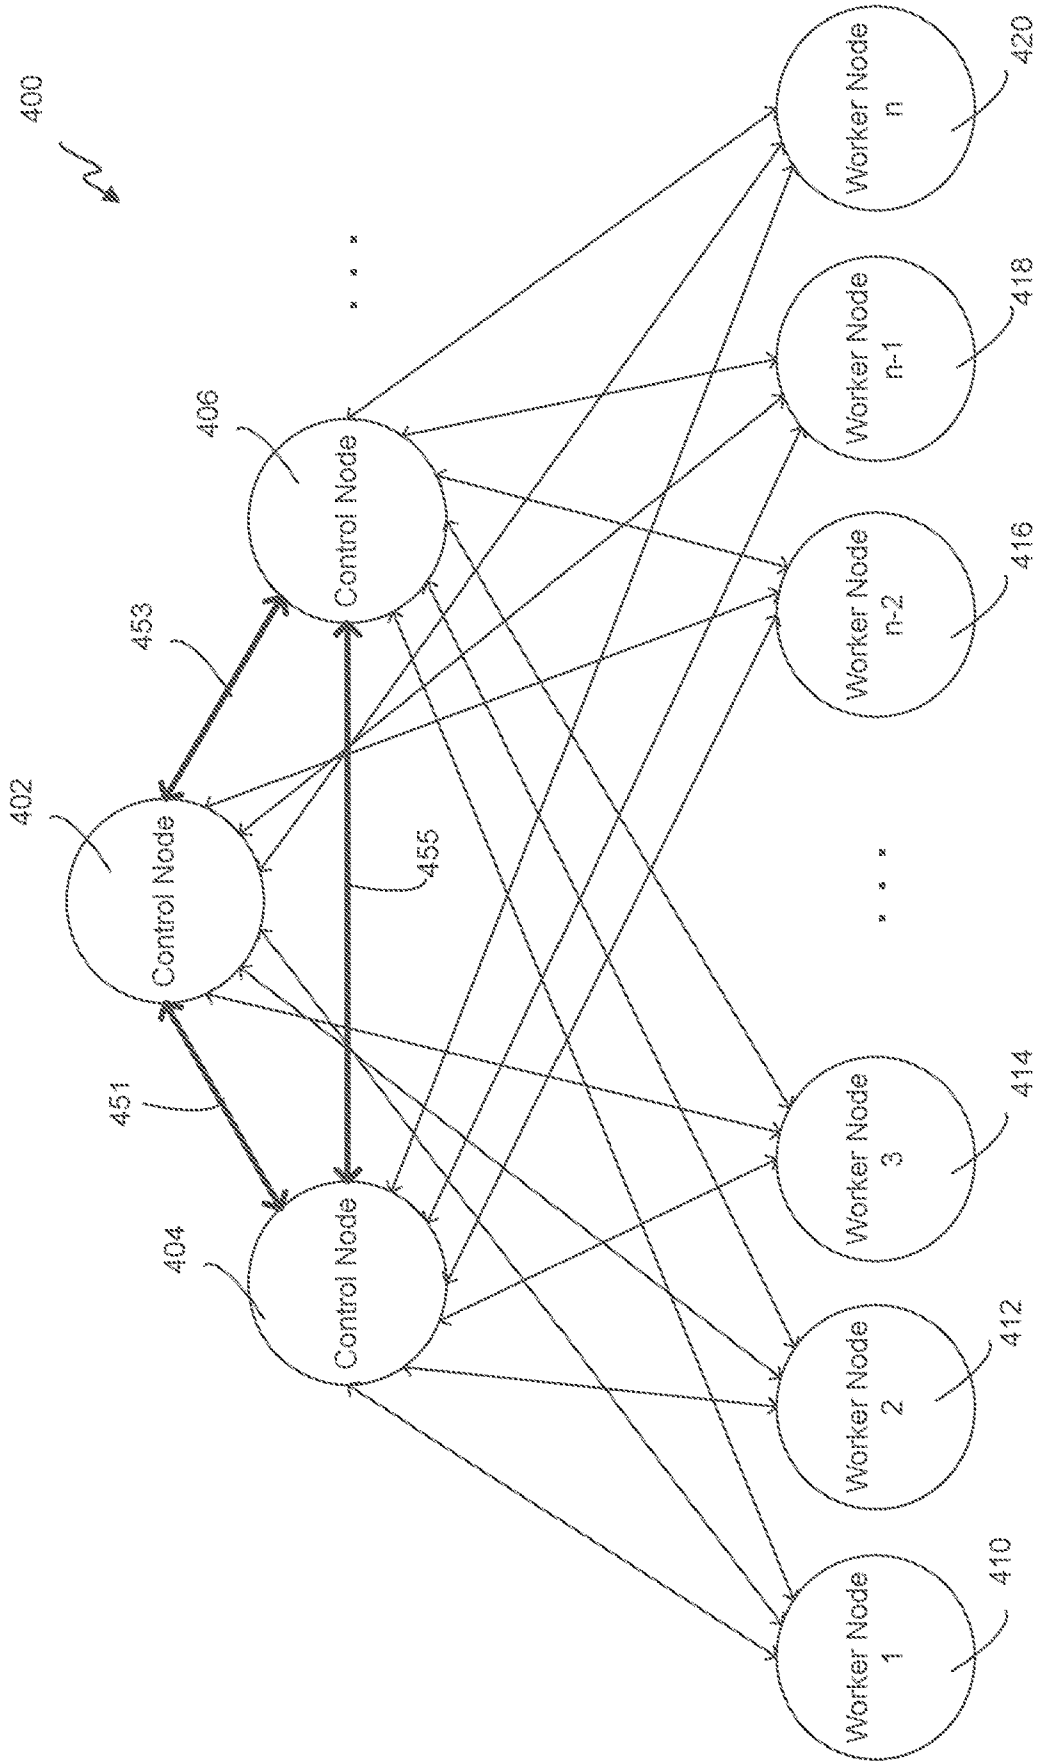 400
402
Control Node
451
453
404
Control Node
406
Control Node
455
. . .
Worker Node
1
410
Worker Node
2
412
Worker Node
3
414
. . .
Worker Node
n-2
416
Worker Node
n-1
418
Worker Node
n
420